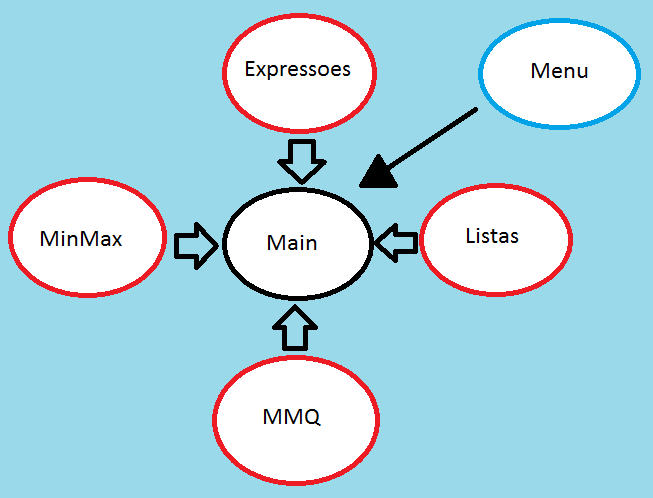 Expressoes
Menu
MinMax
Main
Listas
MMQ